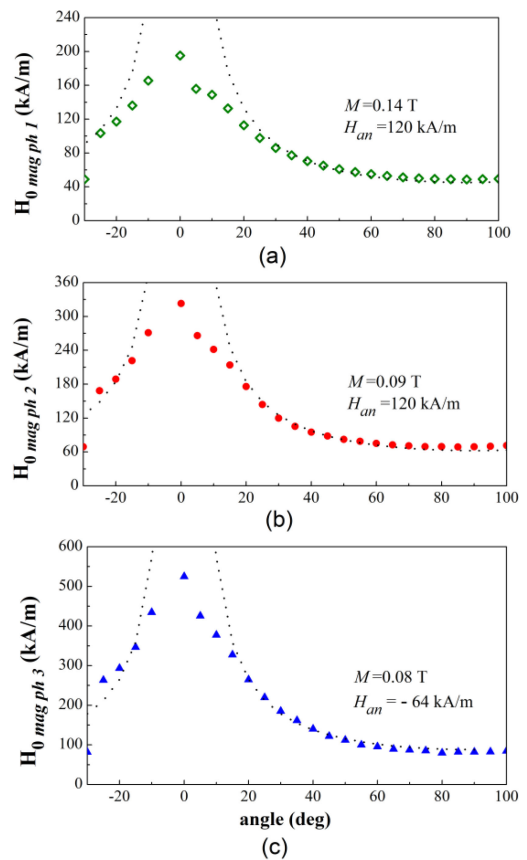 240
200
160
120
80
40
0
H0 mag ph 1 (kA/m)
M=0.14 T
Han=120 kA/m
-20 0 20 40 60 80 100
(a)
360
300
240
180
120
60
0
H0 mag ph 2 (kA/m)
M=0.09 T
Han=120 kA/m
-20 0 20 40 60 80 100
(b)
600
500
400
300
200
100
0
H0 mag ph 3 (kA/m)
M=0.08 T
Han= - 64 kA/m
-20 0 20 40 60 80 100
angle (deg)
(c)